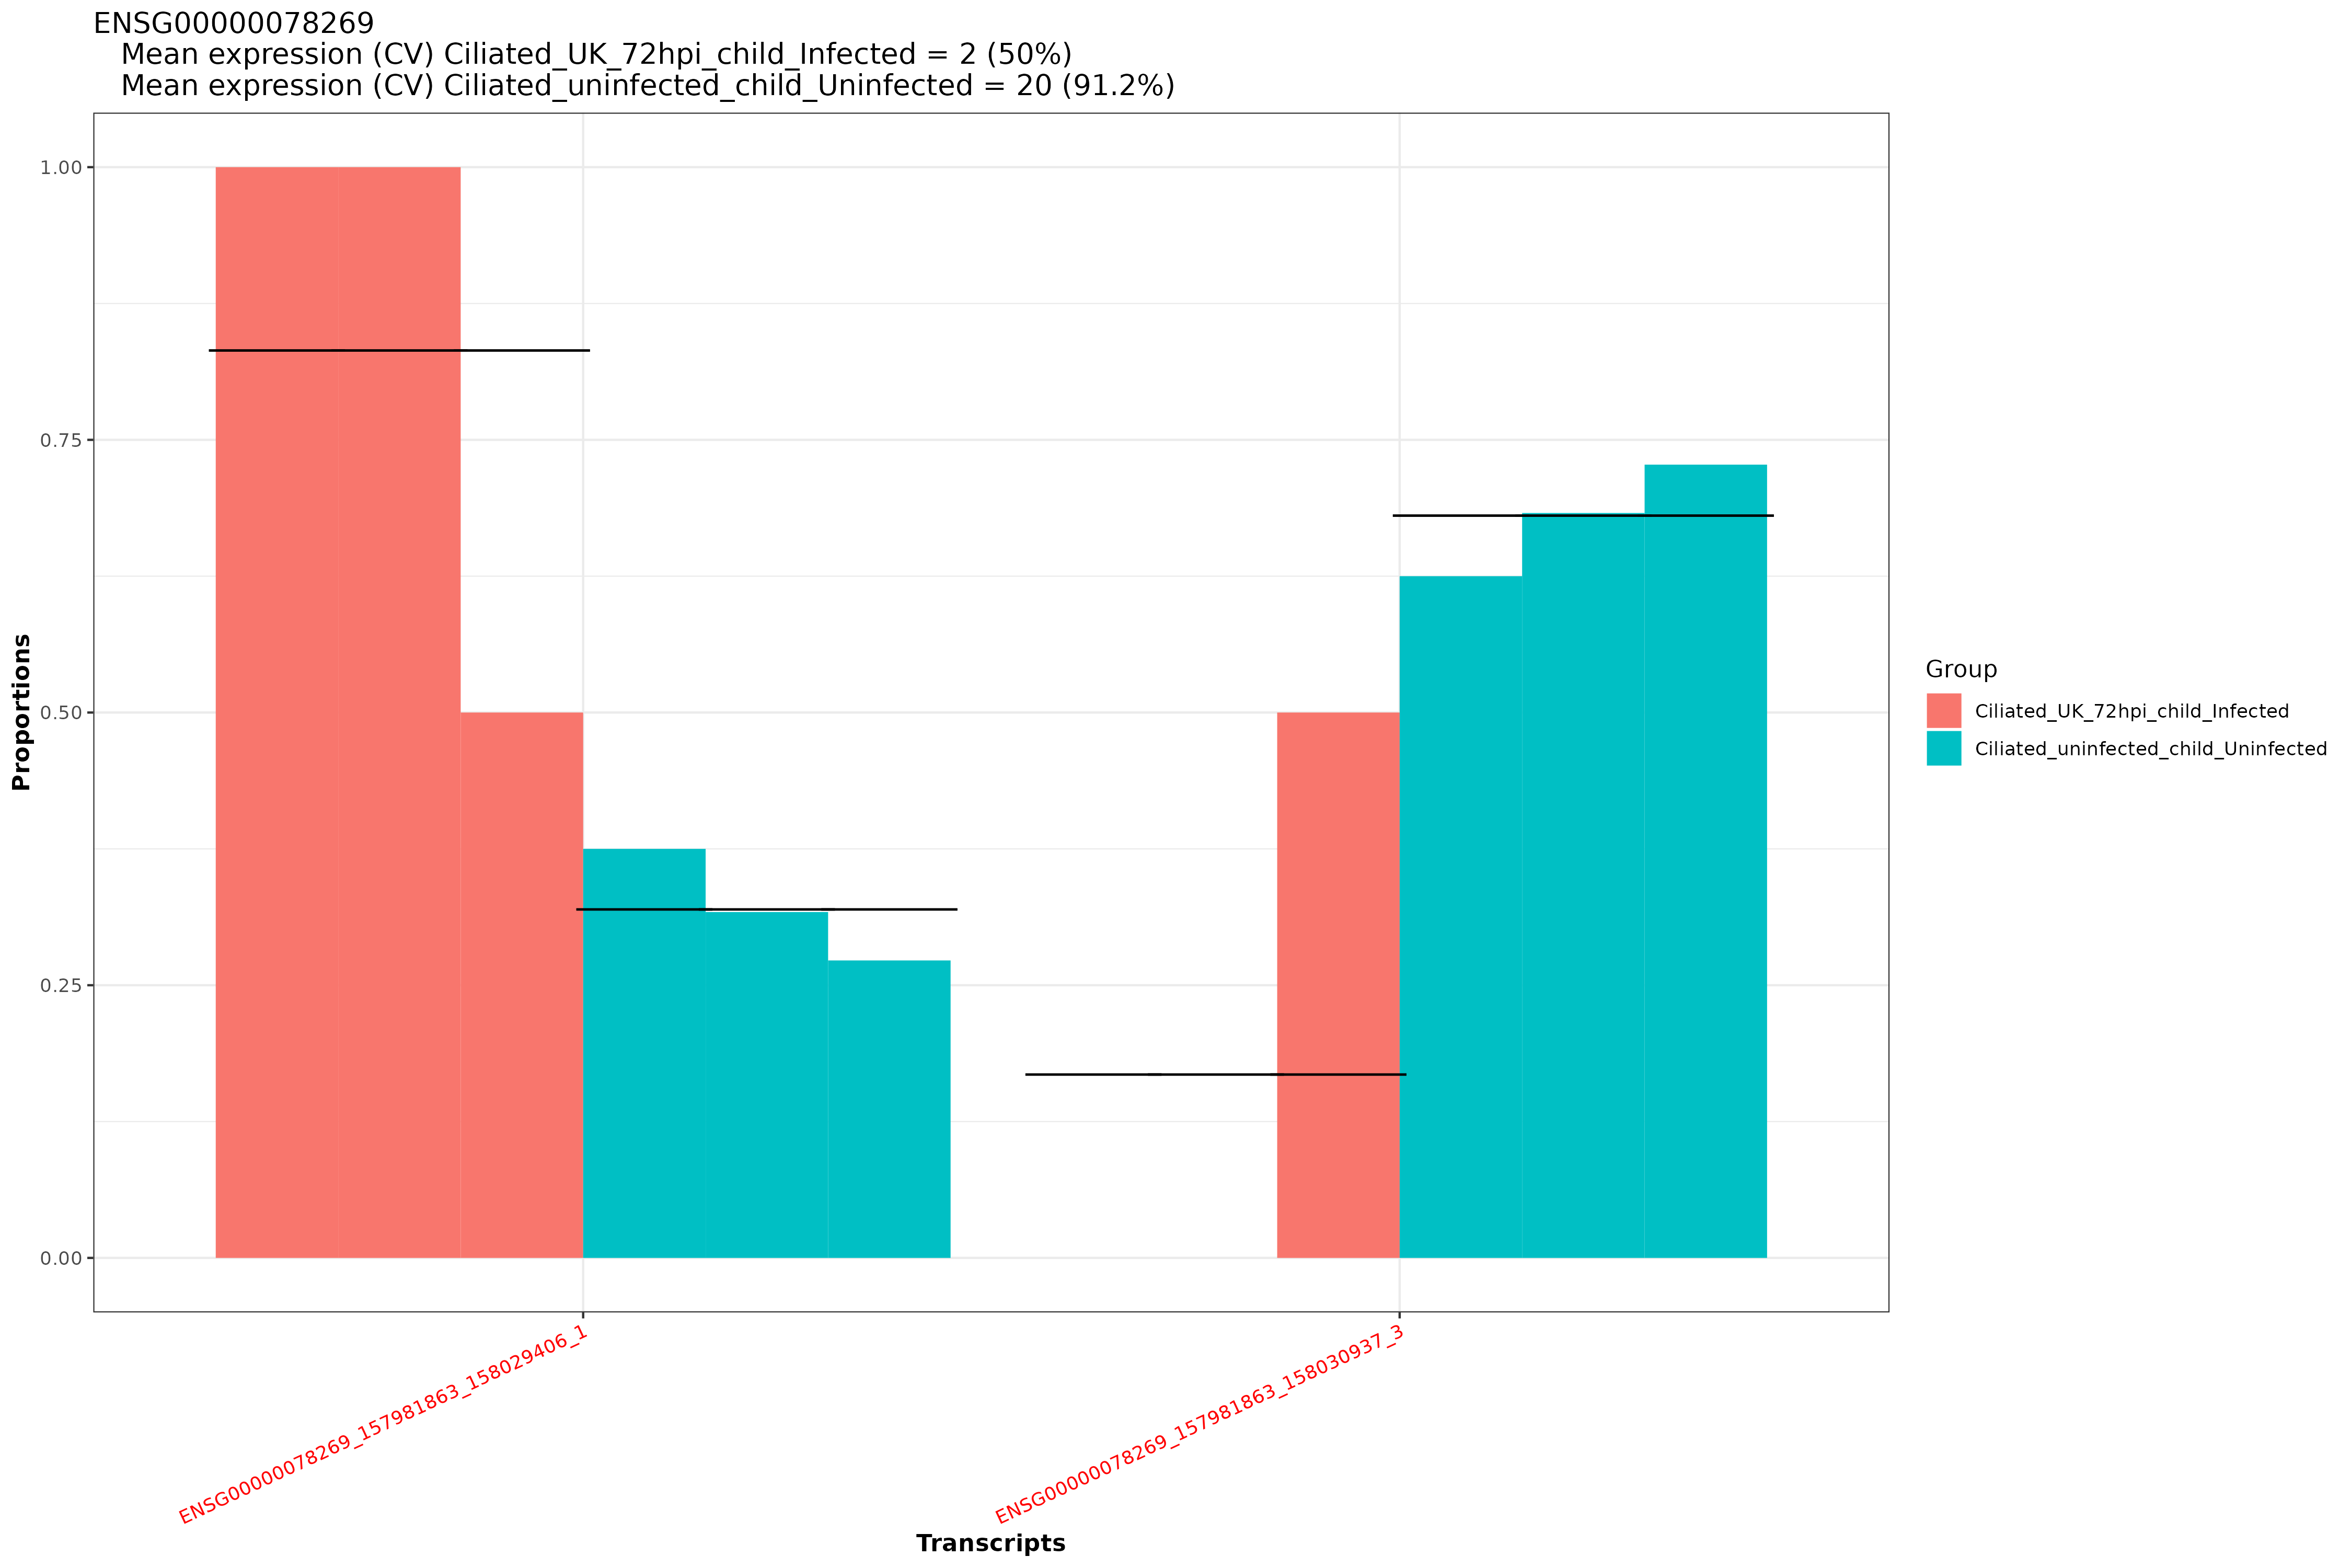 ENSG00000078269
Mean expression (CV) Ciliated_UK_72hpi_child_Infected = 2 (50%)
Mean expression (CV) Ciliated_uninfected_child_Uninfected = 20 (91.2%)
1.00
0.75
0.50
0.25
0.00
Proportions
ENSG00000078269_157981863_158029406_1
ENSG00000078269_157981863_158030937_3
Transcripts
Group
Ciliated_UK_72hpi_child_Infected
Ciliated_uninfected_child_Uninfected